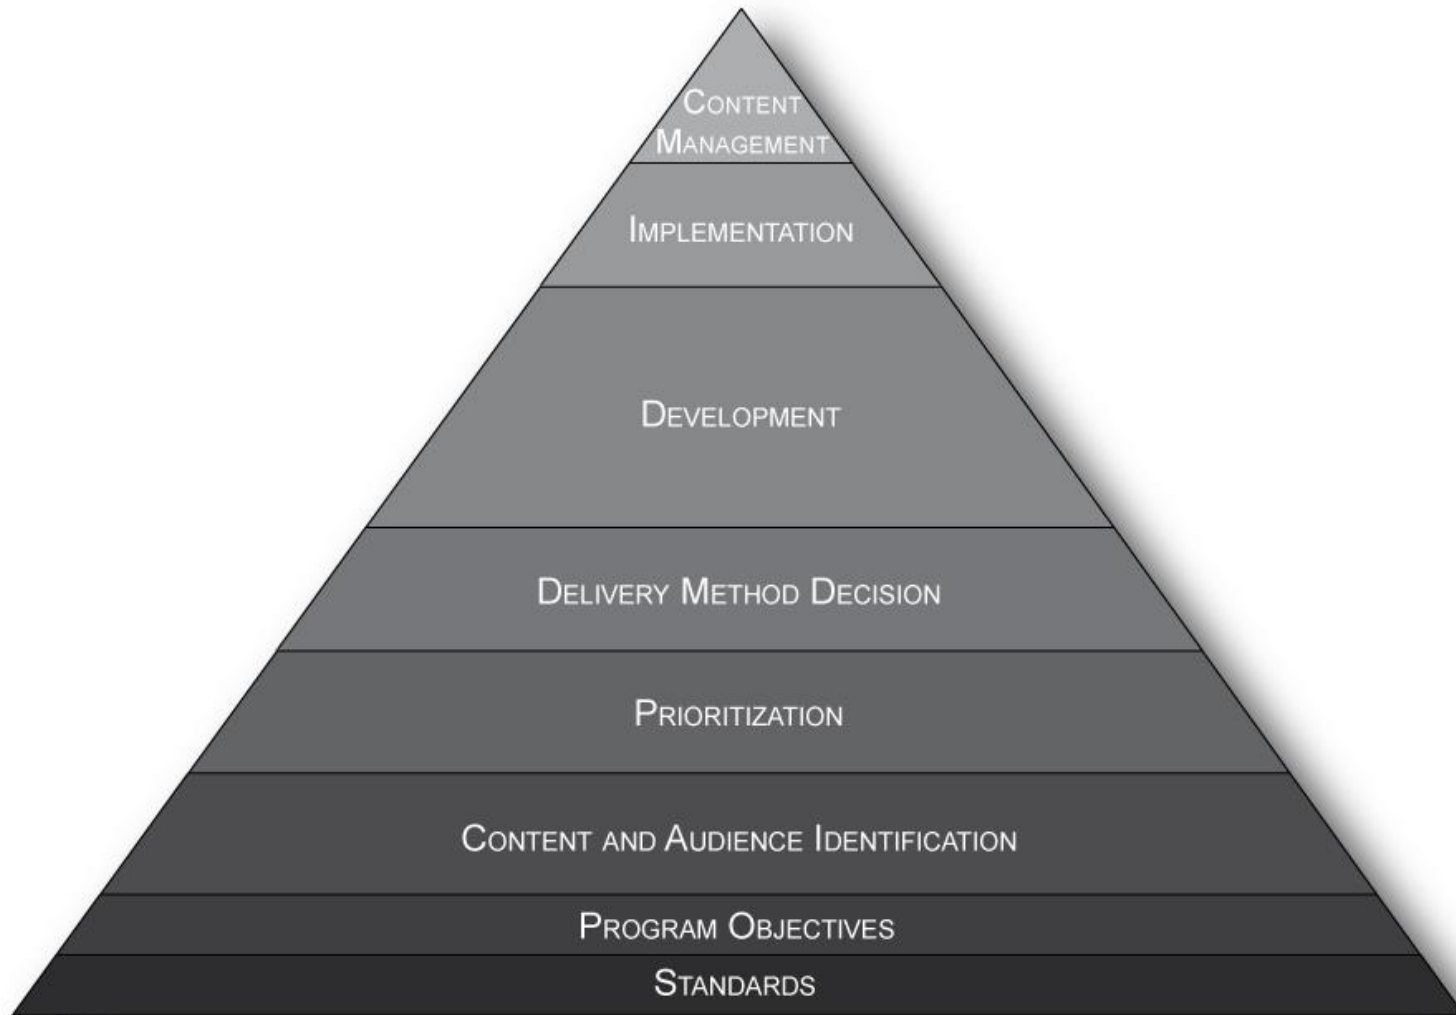 Content
Management
Implementation
Development
Delivery Method Decision
Prioritization
Content and Audience Identification
Program Objectives
Standards